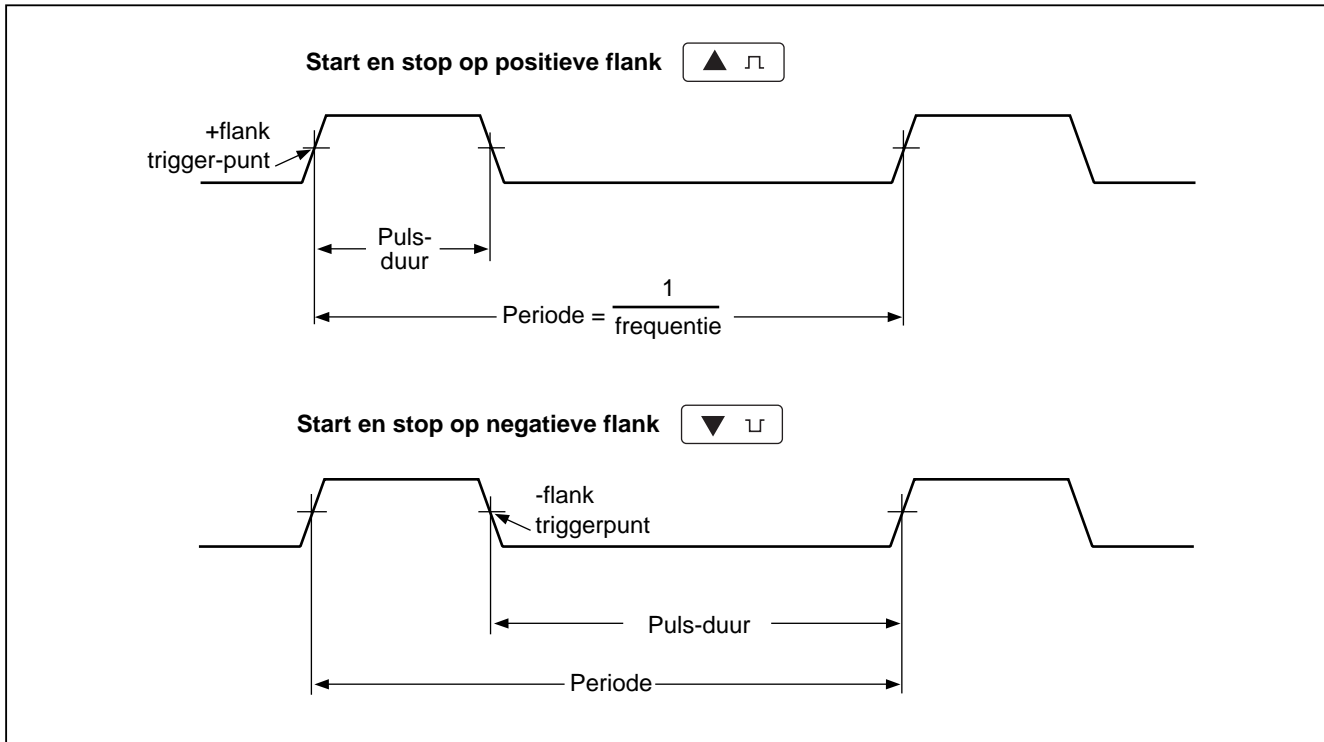 Start en stop op positieve flank
+flank
trigger-punt
Puls-
duur
1
Periode =
frequentie
Start en stop op negatieve flank
-flank
triggerpunt
Puls-duur
Periode